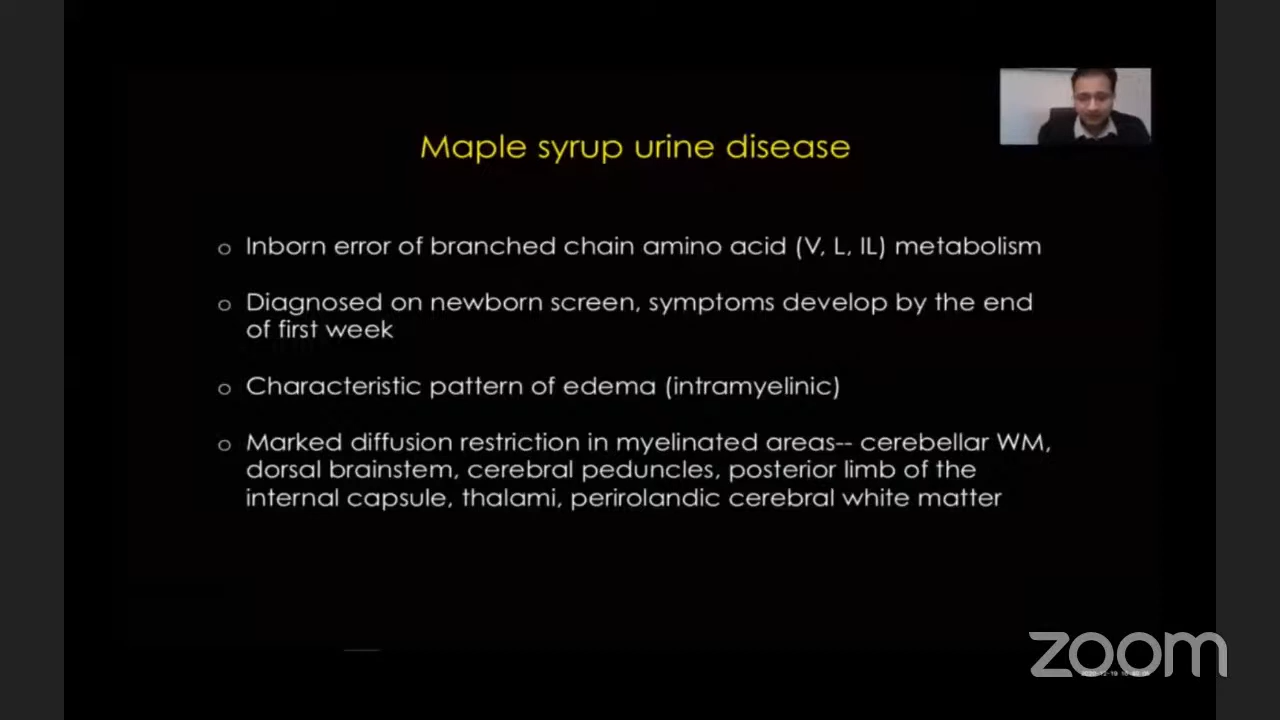 Maple syrup urine disease
o Inborn error of branched chain amino acid (V, L, IL) metabolism
o Diagnosed on newborn screen, symptoms develop by the end
of first week
o Characteristic pattern of edema (intramyelinic)
o Marked diffusion restriction in myelinated areas-- cerebellar WM,
dorsal brainstem, cerebral peduncles, posterior limb of the
internal capsule, thalami, perirolandic cerebral white matter
zoom